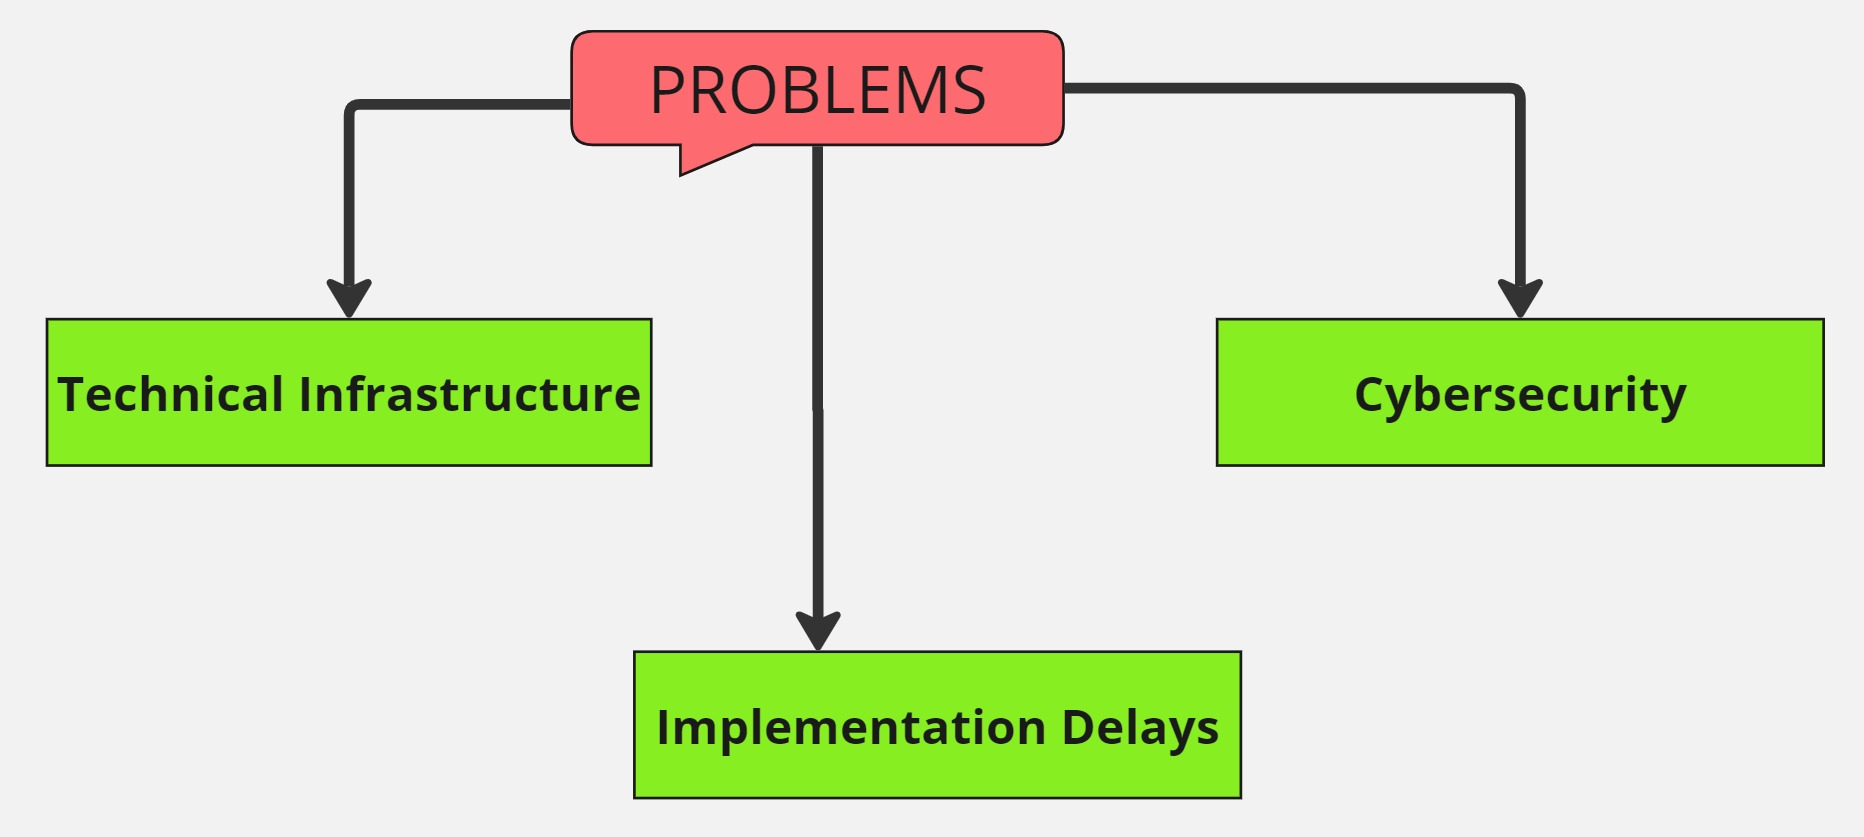 PROBLEMS
Technical Infrastructure
Cybersecurity
Implementation Delays